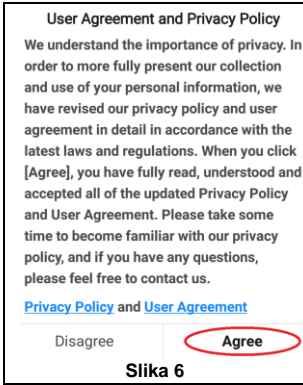 User Agreement and Privacy Policy
We understand the importance of privacy. In
order to more fully present our collection
and use of your personal information, we
have revised our privacy policy and user
agreement in detail in accordance with the
latest laws and regulations. When you click
[Agree], you have fully read, understood and
accepted all of the updated Privacy Policy
and User Agreement. Please take some
time to become familiar with our privacy
policy, and if you have any questions,
please feel free to contact us.
Privacy Policy and User Agreement
Disagree Agree
Slika 6